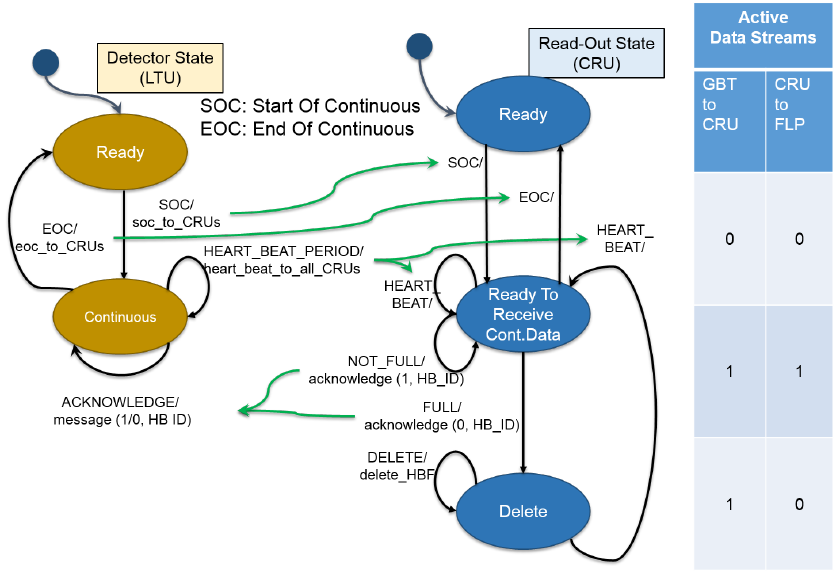 Detector State
(LTU)
Read-Out State
(CRU)
Active
Data Streams
SOC: Start Of Continuous
EOC: End Of Continuous
GBT
to
CRU
CRU
to
FLP
Ready
Ready
SOC/
SOC/
soc_to_CRUs
EOC/
EOC/
eoc_to_CRUs
HEART_BEAT_PERIOD/
heart_beat_to_all_CRUs
HEART_
BEAT/
HEART_
BEAT/
0
0
Continuous
Ready To
Receive
Cont.Data
NOT_FULL/
acknowledge (1, HB_ID)
1
1
ACKNOWLEDGE/
message (1/0, HB ID)
FULL/
acknowledge (0, HB_ID)
DELETE/
delete_HBF
Delete
1
0